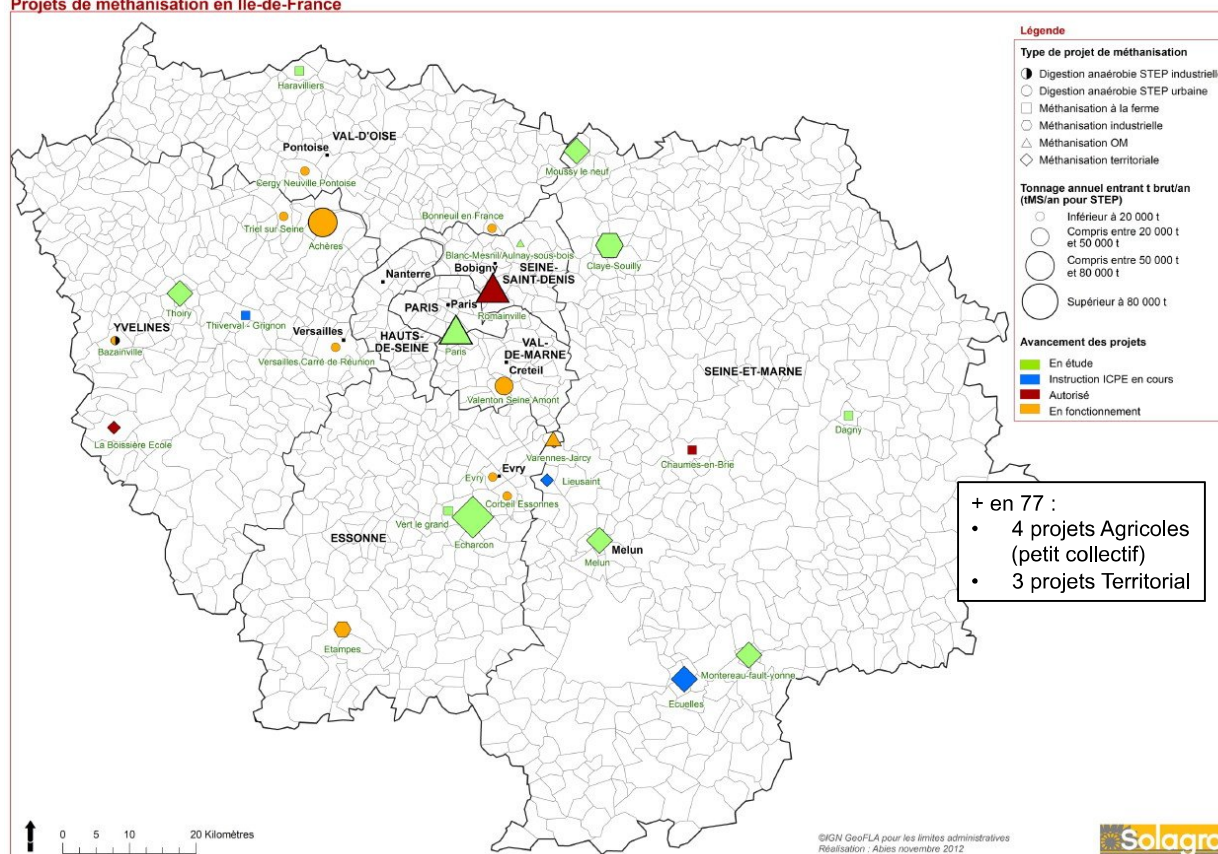 Projets de méthanisation en Île-de-France
Haravilliers
VAL-D'OISE
Pontoise
Cergy Neuville Pontoise
Moussy le neuf
Triel sur Seine
Achères
Bonneuil en France
Blanc-Mesnil/Aulnay-sous-bois
Bobigny
SEINE-
SAINT-DENIS
Claye-Souilly
Nanterre
PARIS
Paris
Romainville
Thoiry
YVELINES
Thiverval - Grignon
Bazainville
Versailles
Versailles Carré de Réunion
HAUTS-
DE-SEINE
Paris
VAL-
DE-MARNE
Creteil
Valenton Seine Amont
SEINE-ET-MARNE
La Boissière Ecole
Varennes-Jarcy
Chaumes-en-Brie
Dagny
Evry
Evry
Lieusaint
Corbeil Essonnes
Vert le grand
ESSONNE
Echarcon
Melun
Melun
Etampes
Montereau-fault-yonne
Ecuelles
Légende
Type de projet de méthanisation
Digestion anaérobie STEP industrielle
Digestion anaérobie STEP urbaine
Méthanisation à la ferme
Méthanisation industrielle
Méthanisation OM
Méthanisation territoriale
Tonnage annuel entrant t brut/an
(tMS/an pour STEP)
Inférieur à 20 000 t
Compris entre 20 000 t
et 50 000 t
Compris entre 50 000 t
et 80 000 t
Supérieur à 80 000 t
Avancement des projets
En étude
Instruction ICPE en cours
Autorisé
En fonctionnement
+ en 77 :
• 4 projets Agricoles
(petit collectif)
• 3 projets Territorial
0 5 10 20 Kilomètres
©IGN GeoFLA pour les limites administratives
Réalisation : Abies novembre 2012
Solagro